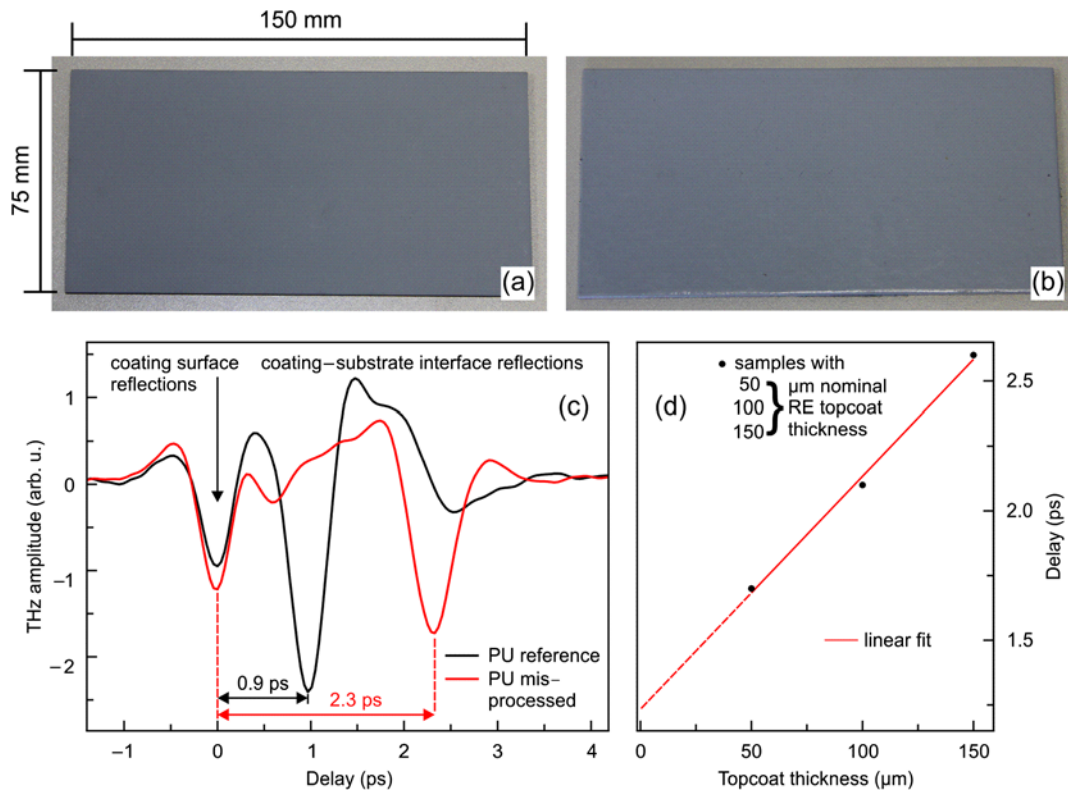 150 mm
75 mm
(a)
(b)
coating surface
reflections
coating–substrate interface reflections
(c)
THz amplitude (arb. u.)
1
0
−1
−2
0.9 ps
2.3 ps
PU reference
PU mis–
processed
−1
0
1
2
3
4
Delay (ps)
(d)
samples with
50
100
150
}
µm nominal
RE topcoat
thickness
linear fit
2.5
2.0
1.5
Delay (ps)
0
50
100
150
Topcoat thickness (µm)